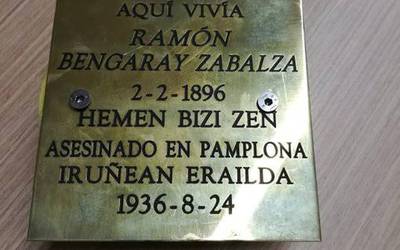 AQUÍ VIVÍA
RAMÓN
BENGARAY ZABALZA
2-2-1896
HEMEN BIZI ZEN
ASESINADO EN PAMPLONA
IRUÑEAN ERAILDA
1936-8-24